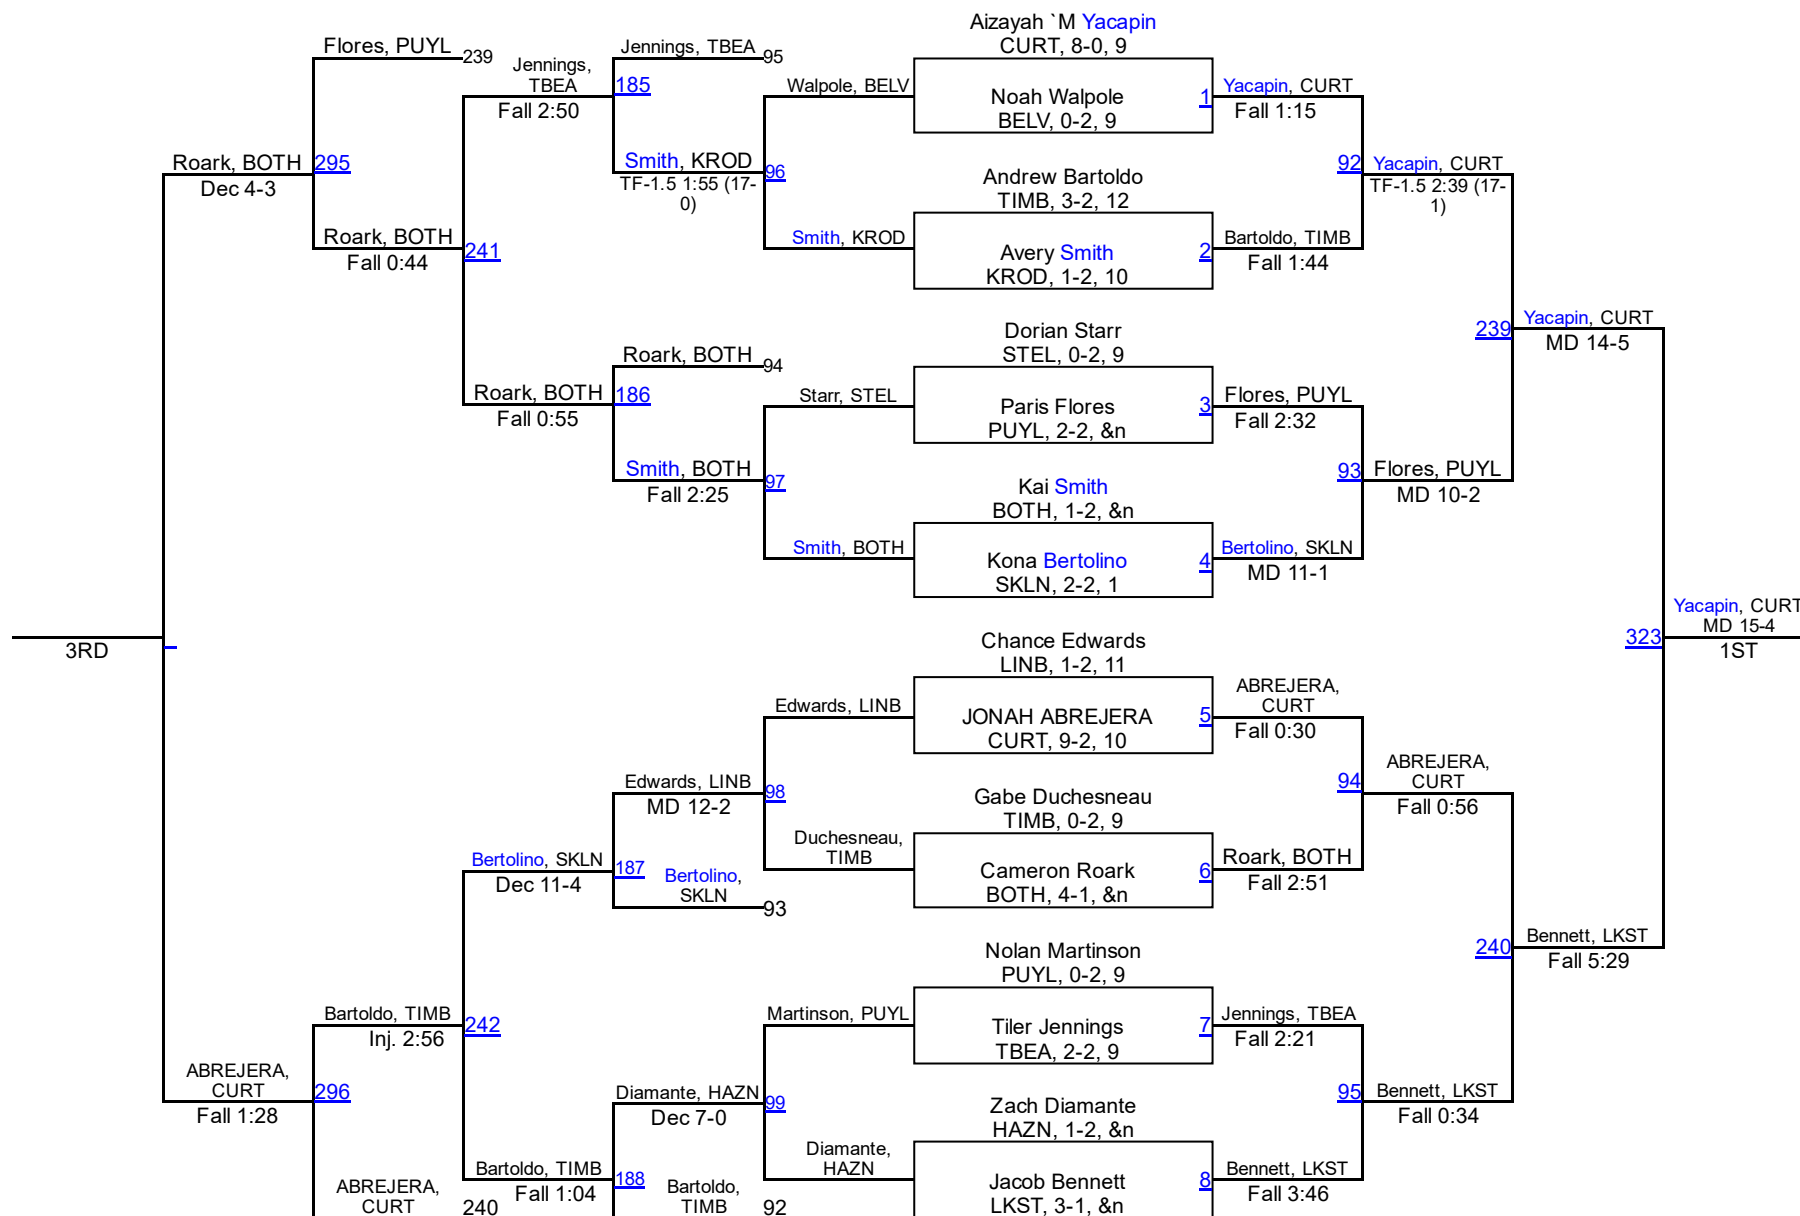 Aizayah `M Yacapin
CURT, 8-0, 9
Flores, PUYL
239
Jennings,
TBEA
Fall 2:50
Jennings, TBEA
95
185
Walpole, BELV
Noah Walpole
BELV, 0-2, 9
1
Yacapin, CURT
Fall 1:15
Roark, BOTH
Dec 4-3
295
Smith, KROD
TF-1.5 1:55 (17-
0)
96
Andrew Bartoldo
TIMB, 3-2, 12
92
Yacapin, CURT
TF-1.5 2:39 (17-
1)
Roark, BOTH
Fall 0:44
241
Smith, KROD
Avery Smith
KROD, 1-2, 10
2
Bartoldo, TIMB
Fall 1:44
Dorian Starr
STEL, 0-2, 9
239
Yacapin, CURT
MD 14-5
Roark, BOTH
94
Roark, BOTH
Fall 0:55
186
Starr, STEL
Paris Flores
PUYL, 2-2, &n
3
Flores, PUYL
Fall 2:32
Smith, BOTH
Fall 2:25
97
Kai Smith
BOTH, 1-2, &n
93
Flores, PUYL
MD 10-2
Smith, BOTH
Kona Bertolino
SKLN, 2-2, 1
4
Bertolino, SKLN
MD 11-1
3RD
Chance Edwards
LINB, 1-2, 11
323
Yacapin, CURT
MD 15-4
1ST
Edwards, LINB
JONAH ABREJERA
CURT, 9-2, 10
5
ABREJERA,
CURT
Fall 0:30
Edwards, LINB
MD 12-2
98
Gabe Duchesneau
TIMB, 0-2, 9
94
ABREJERA,
CURT
Fall 0:56
Bertolino, SKLN
Dec 11-4
187
Bertolino,
SKLN
93
Duchesneau,
TIMB
Cameron Roark
BOTH, 4-1, &n
6
Roark, BOTH
Fall 2:51
Nolan Martinson
PUYL, 0-2, 9
240
Bennett, LKST
Fall 5:29
Bartoldo, TIMB
Inj. 2:56
242
Martinson, PUYL
Tiler Jennings
TBEA, 2-2, 9
7
Jennings, TBEA
Fall 2:21
ABREJERA,
CURT
Fall 1:28
296
Diamante, HAZN
Dec 7-0
99
Zach Diamante
HAZN, 1-2, &n
95
Bennett, LKST
Fall 0:34
Bartoldo, TIMB
Fall 1:04
188
Diamante,
HAZN
Jacob Bennett
LKST, 3-1, &n
8
Bennett, LKST
Fall 3:46
ABREJERA,
CURT
240
Bartoldo,
TIMB
92